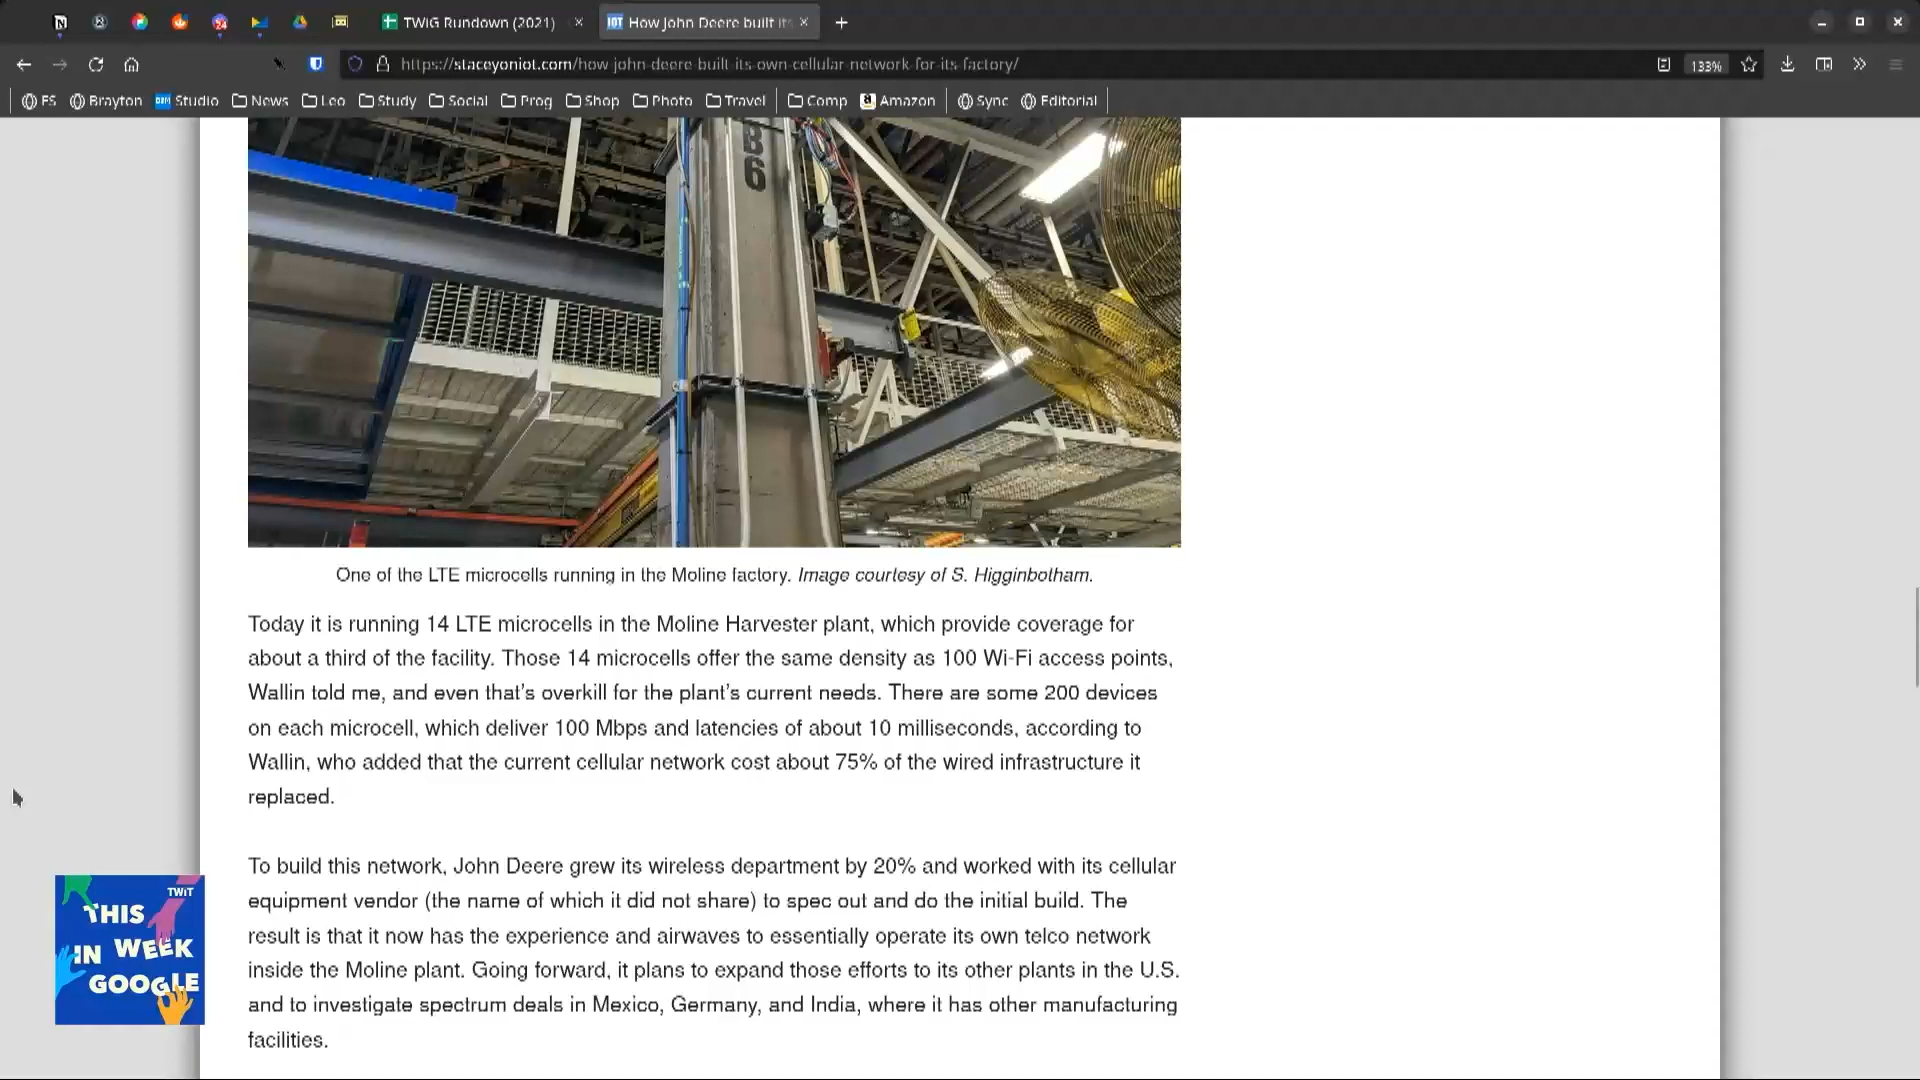 TWiG Rundown (2021)
How John Deere built its
https://staceyoniot.com/how-john-deere-built-its-own-cellular-network-for-its-factory/
133%
FS Brayton Studio News Leo Study Social Prog Shop Photo Travel Comp Amazon Sync Editorial
B
6
One of the LTE microcells running in the Moline factory. Image courtesy of S. Higginbotham.
Today it is running 14 LTE microcells in the Moline Harvester plant, which provide coverage for
about a third of the facility. Those 14 microcells offer the same density as 100 Wi-Fi access points,
Wallin told me, and even that’s overkill for the plant’s current needs. There are some 200 devices
on each microcell, which deliver 100 Mbps and latencies of about 10 milliseconds, according to
Wallin, who added that the current cellular network cost about 75% of the wired infrastructure it
replaced.
To build this network, John Deere grew its wireless department by 20% and worked with its cellular
equipment vendor (the name of which it did not share) to spec out and do the initial build. The
result is that it now has the experience and airwaves to essentially operate its own telco network
inside the Moline plant. Going forward, it plans to expand those efforts to its other plants in the U.S.
and to investigate spectrum deals in Mexico, Germany, and India, where it has other manufacturing
facilities.
TWiT
THIS
IN WEEK
GOOGLE